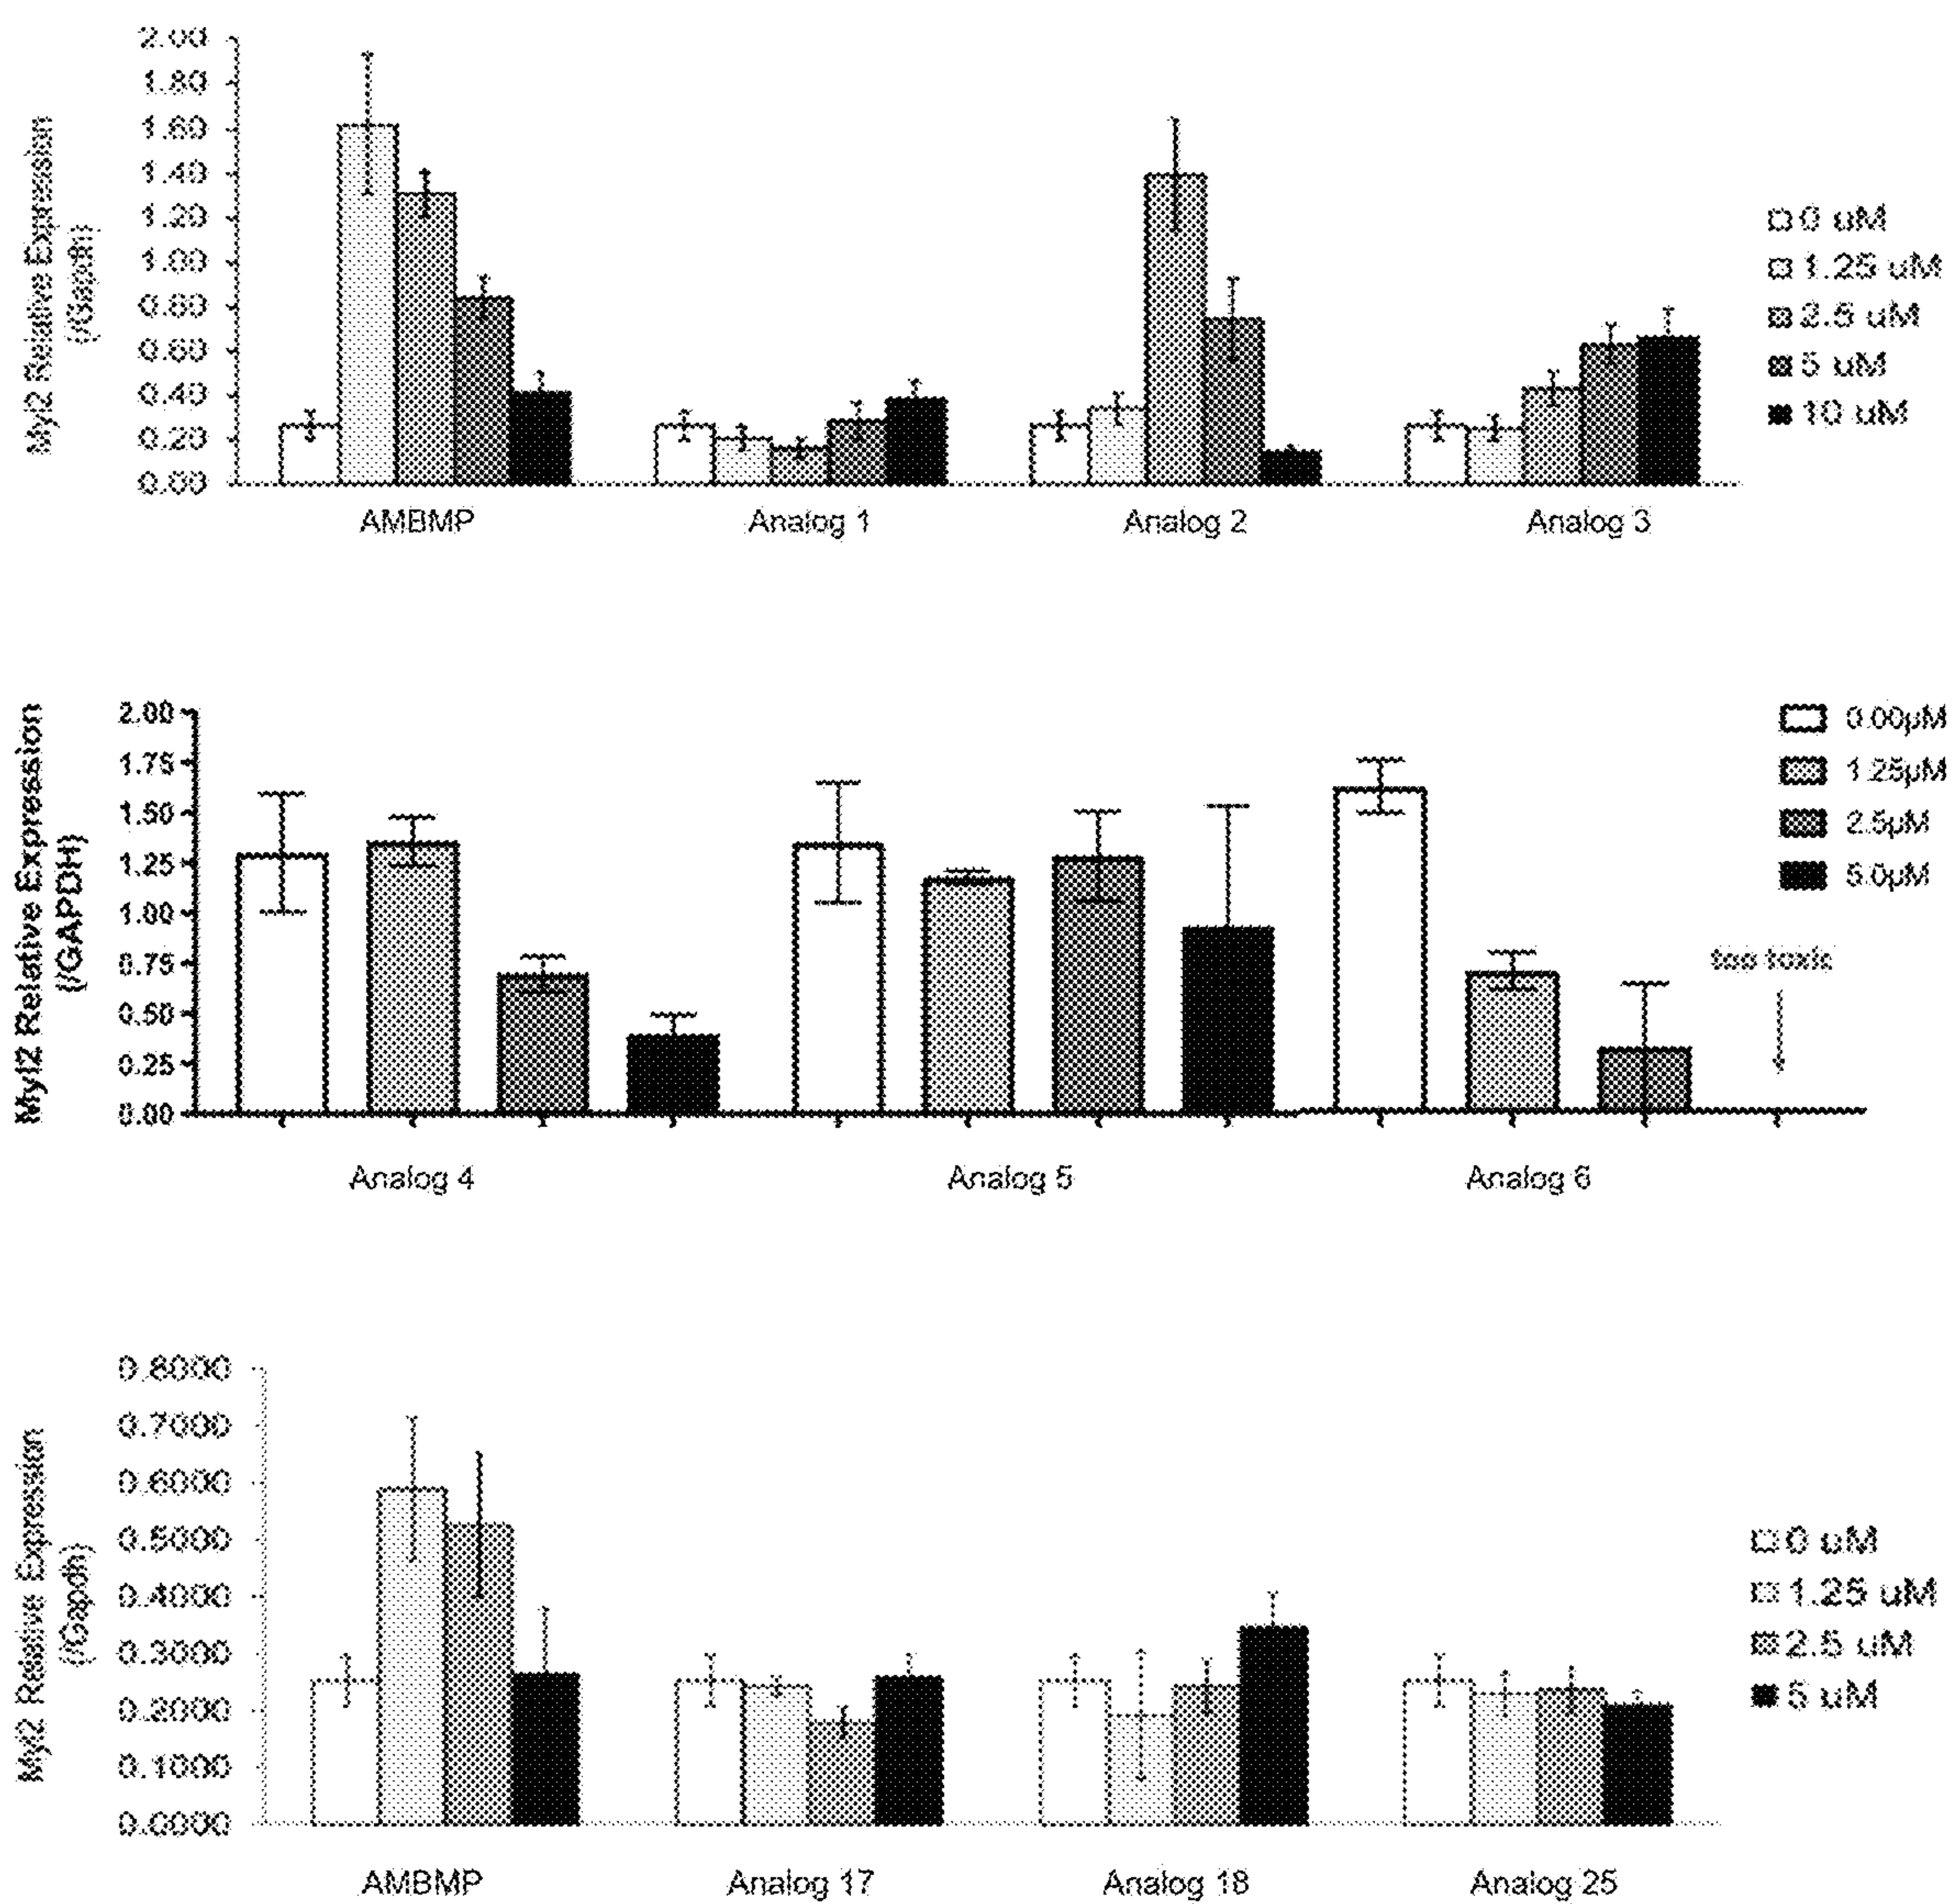 Myl2 Relative Expression
(/Gapdh)
2.00
1.80
1.60
1.40
1.20
1.00
0.80
0.60
0.40
0.20
0.00
AMBMP
Analog 1
Analog 2
Analog 3
0 uM
1.25 uM
2.5 uM
5 uM
10 uM
Myl2 Relative Expression
(/GAPDH)
2.00
1.75
1.50
1.25
1.00
0.75
0.50
0.25
0.00
Analog 4
Analog 5
Analog 6
0.00µM
1.25µM
2.5µM
5.0µM
too toxic
Myl2 Relative Expression
(/Gapdh)
0.8000
0.7000
0.6000
0.5000
0.4000
0.3000
0.2000
0.1000
0.0000
AMBMP
Analog 17
Analog 18
Analog 25
0 uM
1.25 uM
2.5 uM
5 uM